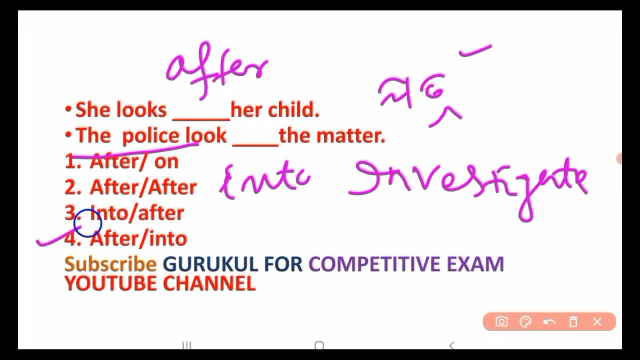 after
• She looks _____her child.
• The police look ____the matter.
1. After/ on
2. After/After into Investigate
3. Into/after
4. After/into
Subscribe GURUKUL FOR COMPETITIVE EXAM
YOUTUBE CHANNEL